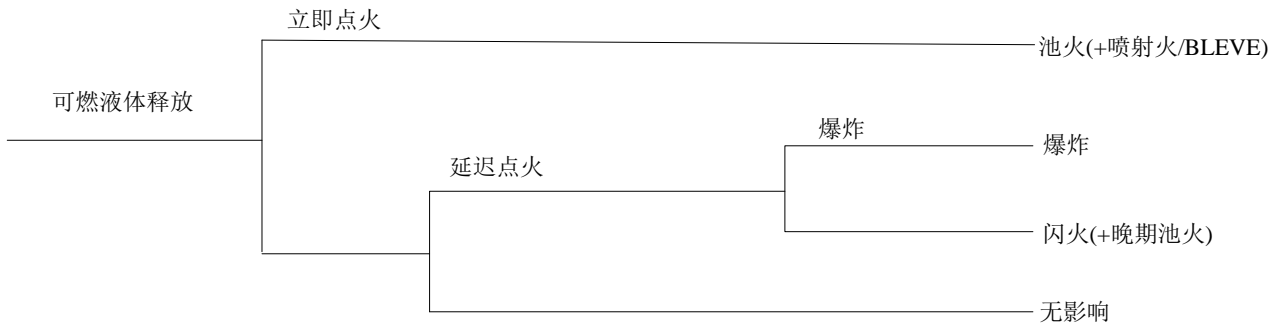 立即点火
池火(+喷射火/BLEVE)
可燃液体释放
爆炸
爆炸
延迟点火
闪火(+晚期池火)
无影响